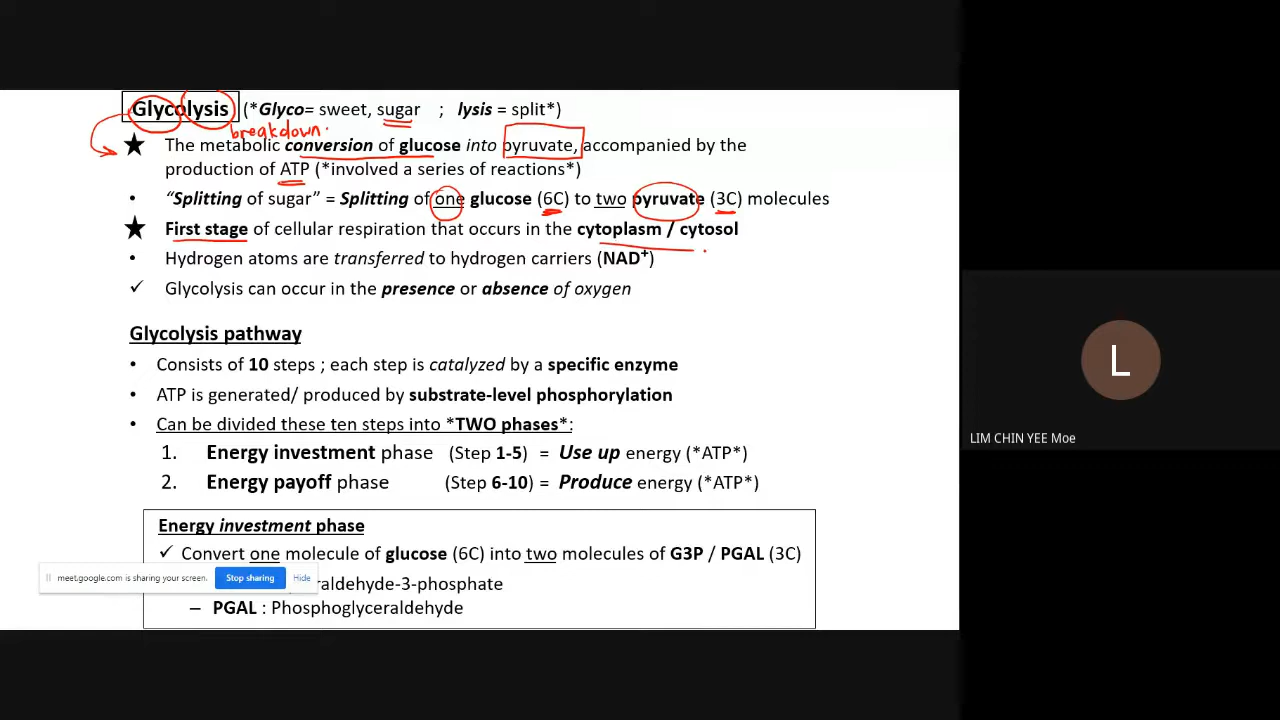 Glycolysis (*Glyco= sweet, sugar ; lysis = split*)
breakdown.
★ The metabolic conversion of glucose into pyruvate, accompanied by the
production of ATP (*involved a series of reactions*)
• “Splitting of sugar” = Splitting of one glucose (6C) to two pyruvate (3C) molecules
★ First stage of cellular respiration that occurs in the cytoplasm / cytosol
• Hydrogen atoms are transferred to hydrogen carriers (NAD⁺)
✓ Glycolysis can occur in the presence or absence of oxygen
Glycolysis pathway
• Consists of 10 steps ; each step is catalyzed by a specific enzyme
• ATP is generated/ produced by substrate-level phosphorylation
• Can be divided these ten steps into *TWO phases*:
1. Energy investment phase (Step 1-5) = Use up energy (*ATP*)
2. Energy payoff phase (Step 6-10) = Produce energy (*ATP*)
Energy investment phase
✓ Convert one molecule of glucose (6C) into two molecules of G3P / PGAL (3C)
meet.google.com is sharing your screen. Stop sharing Hide
raldehyde-3-phosphate
– PGAL : Phosphoglyceraldehyde
L
LIM CHIN YEE Moe